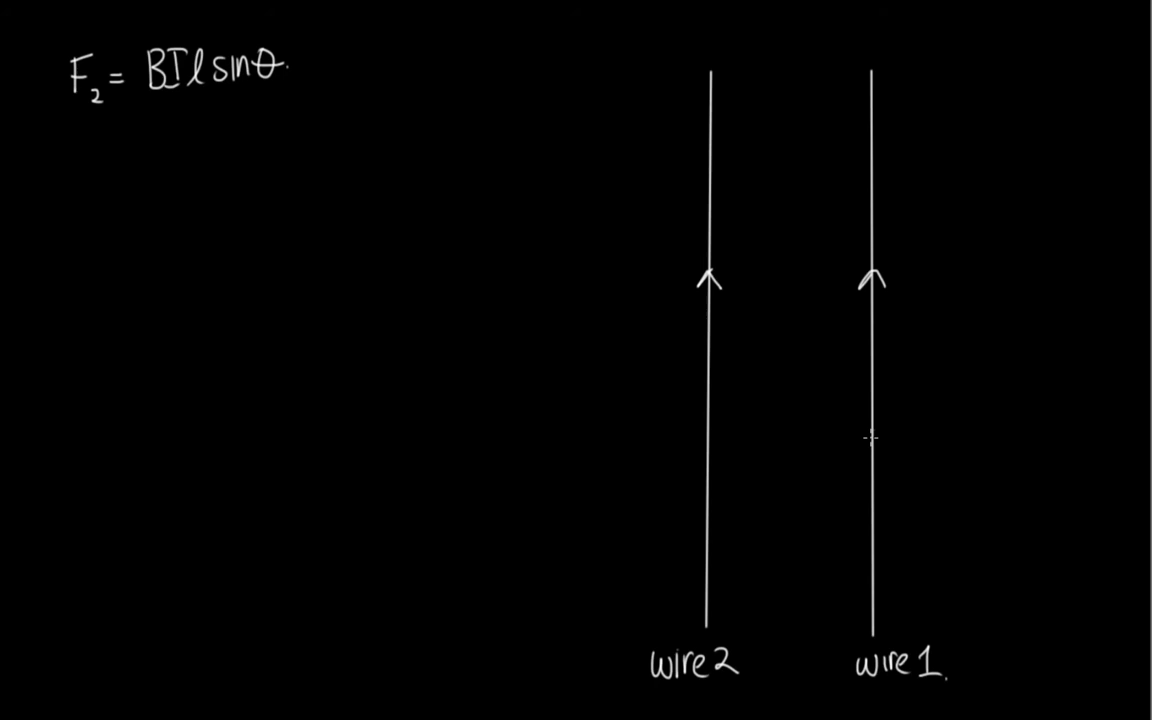 F₂ = BIl sinθ.
wire 2 wire 1.